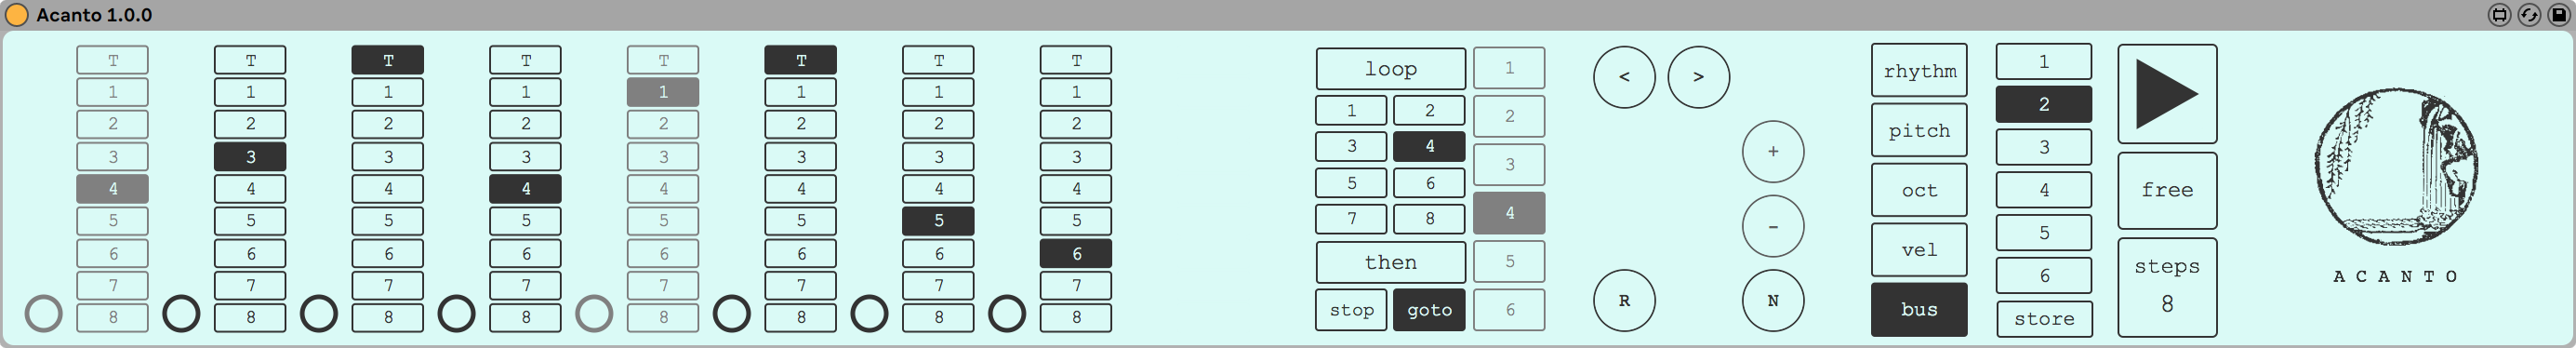 Acanto 1.0.0
T T T T T T T T
1 1 1 1 1 1 1 1
2 2 2 2 2 2 2 2
3 3 3 3 3 3 3 3
4 4 4 4 4 4 4 4
5 5 5 5 5 5 5 5
6 6 6 6 6 6 6 6
7 7 7 7 7 7 7 7
8 8 8 8 8 8 8 8
loop
1 2
3 4
5 6
7 8
then
stop goto
1
2
3
4
5
6
< >
+
-
R N
rhythm
pitch
oct
vel
bus
1
2
3
4
5
6
store
free
steps
8
ACANTO